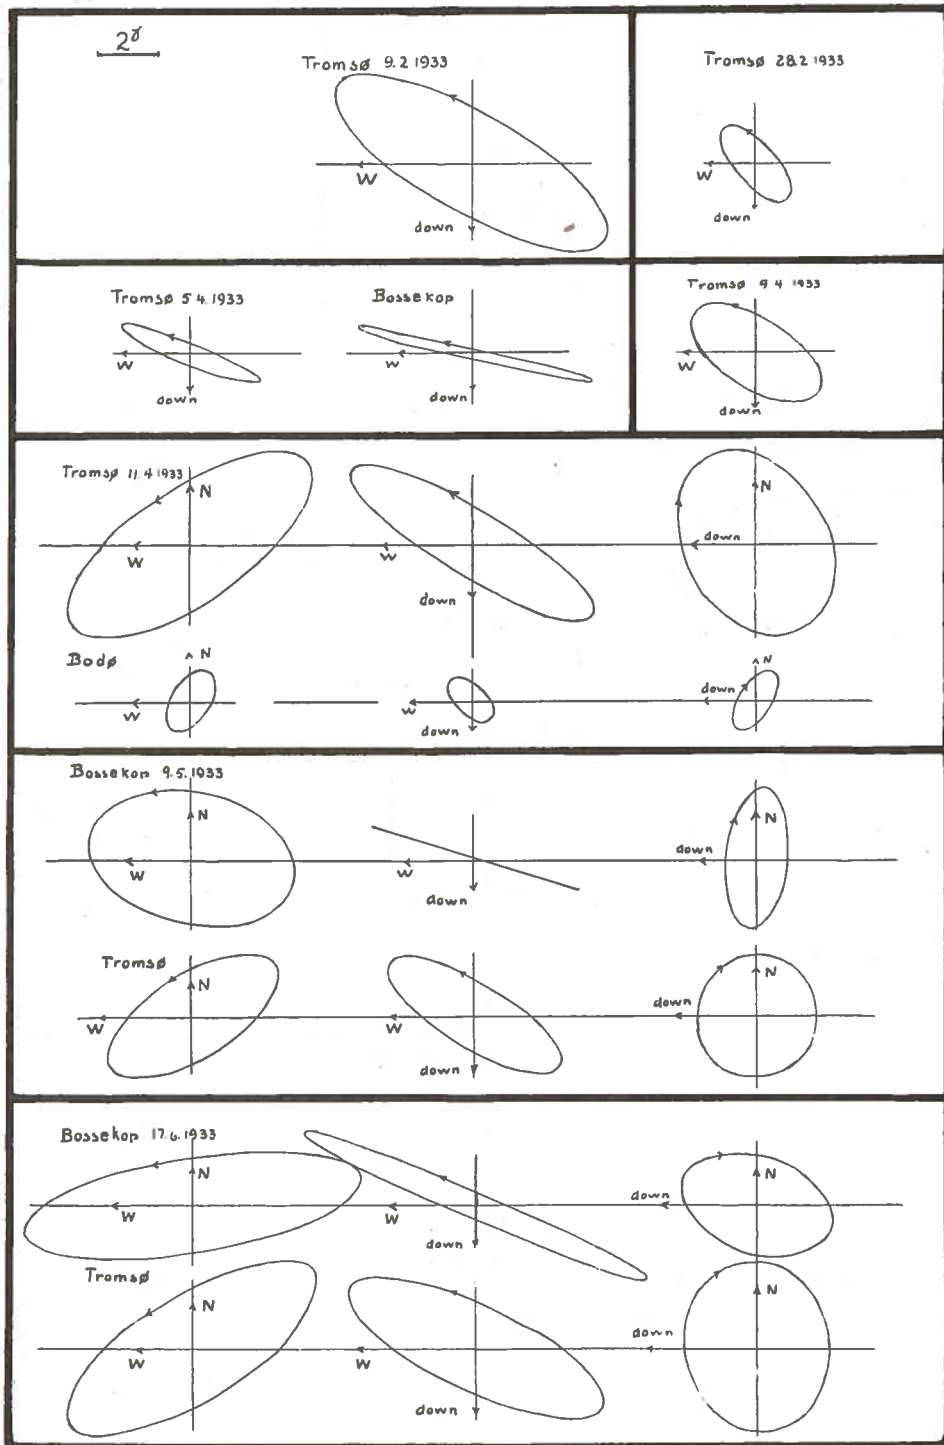 2γ
Tromsø 9.2 1933
W
down
Tromsø 28.2 1933
W
down
Tromsø 5 4. 1933
W
down
Bossekop
W
down
Tromsø 9 4 1933
W
down
Tromsø 11.4 1933
N
W
W
down
N
down
Bodø
N
W
W
down
N
down
Bossekop 9.5.1933
N
W
W
down
N
down
Tromsø
N
W
W
down
N
down
Bossekop 17.6.1933
N
W
W
down
N
down
Tromsø
N
W
W
down
N
down